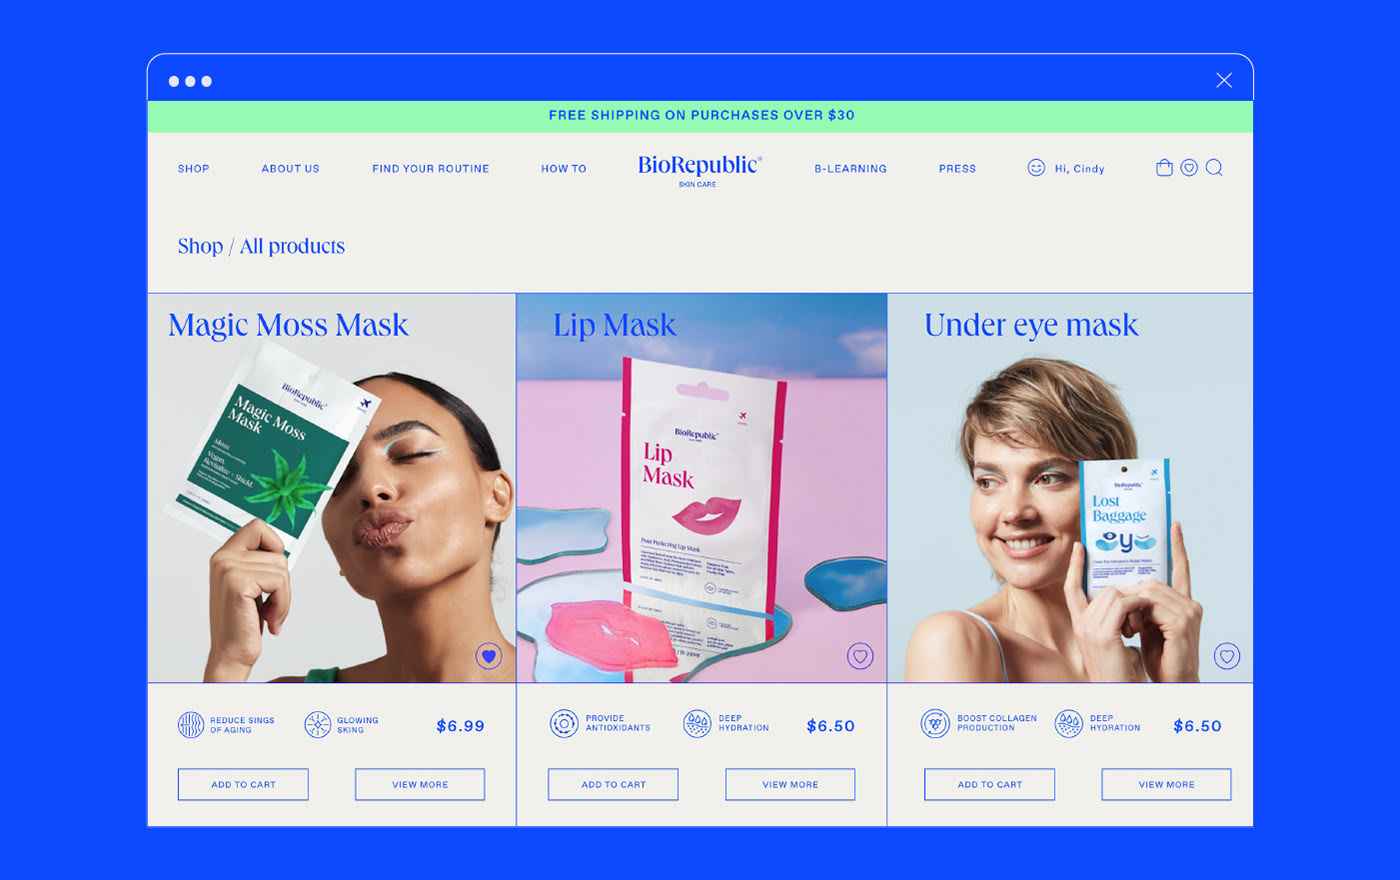 FREE SHIPPING ON PURCHASES OVER $30
SHOP
ABOUT US
FIND YOUR ROUTINE
HOW TO
BioRepublic®
SKIN CARE
B-LEARNING
PRESS
Hi, Cindy
Shop / All products
Magic Moss Mask
BioRepublic
Magic Moss
Mask
Moss
Vegan
Revitalize + Shield
REDUCE SINGS
OF AGING
GLOWING
SKING
$6.99
ADD TO CART
VIEW MORE
Lip Mask
BioRepublic
Lip
Mask
Pout Perfecting Lip Mask
PROVIDE
ANTIOXIDANTS
DEEP
HYDRATION
$6.50
ADD TO CART
VIEW MORE
Under eye mask
BioRepublic
Lost
Baggage
eye
BOOST COLLAGEN
PRODUCTION
DEEP
HYDRATION
$6.50
ADD TO CART
VIEW MORE